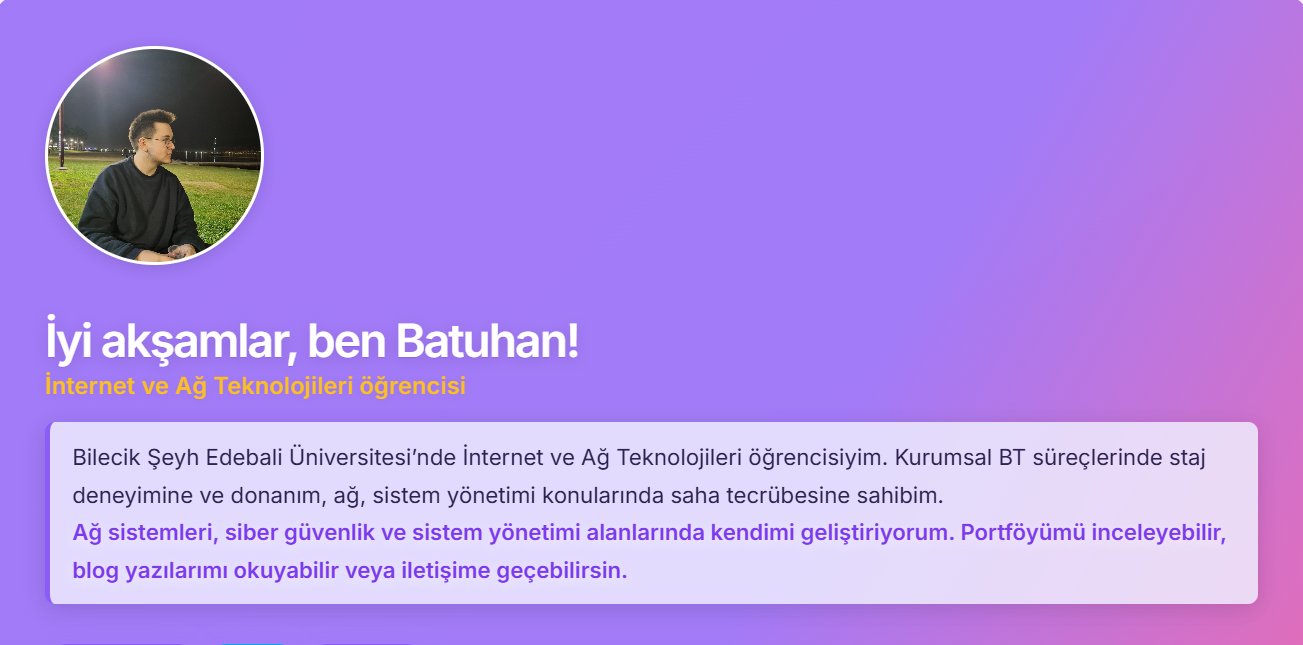 İyi akşamlar, ben Batuhan!
İnternet ve Ağ Teknolojileri öğrencisi
Bilecik Şeyh Edebali Üniversitesi’nde İnternet ve Ağ Teknolojileri öğrencisiyim. Kurumsal BT süreçlerinde staj
deneyimine ve donanım, ağ, sistem yönetimi konularında saha tecrübesine sahibim.
Ağ sistemleri, siber güvenlik ve sistem yönetimi alanlarında kendimi geliştiriyorum. Portföyümü inceleyebilir,
blog yazılarımı okuyabilir veya iletişime geçebilirsin.